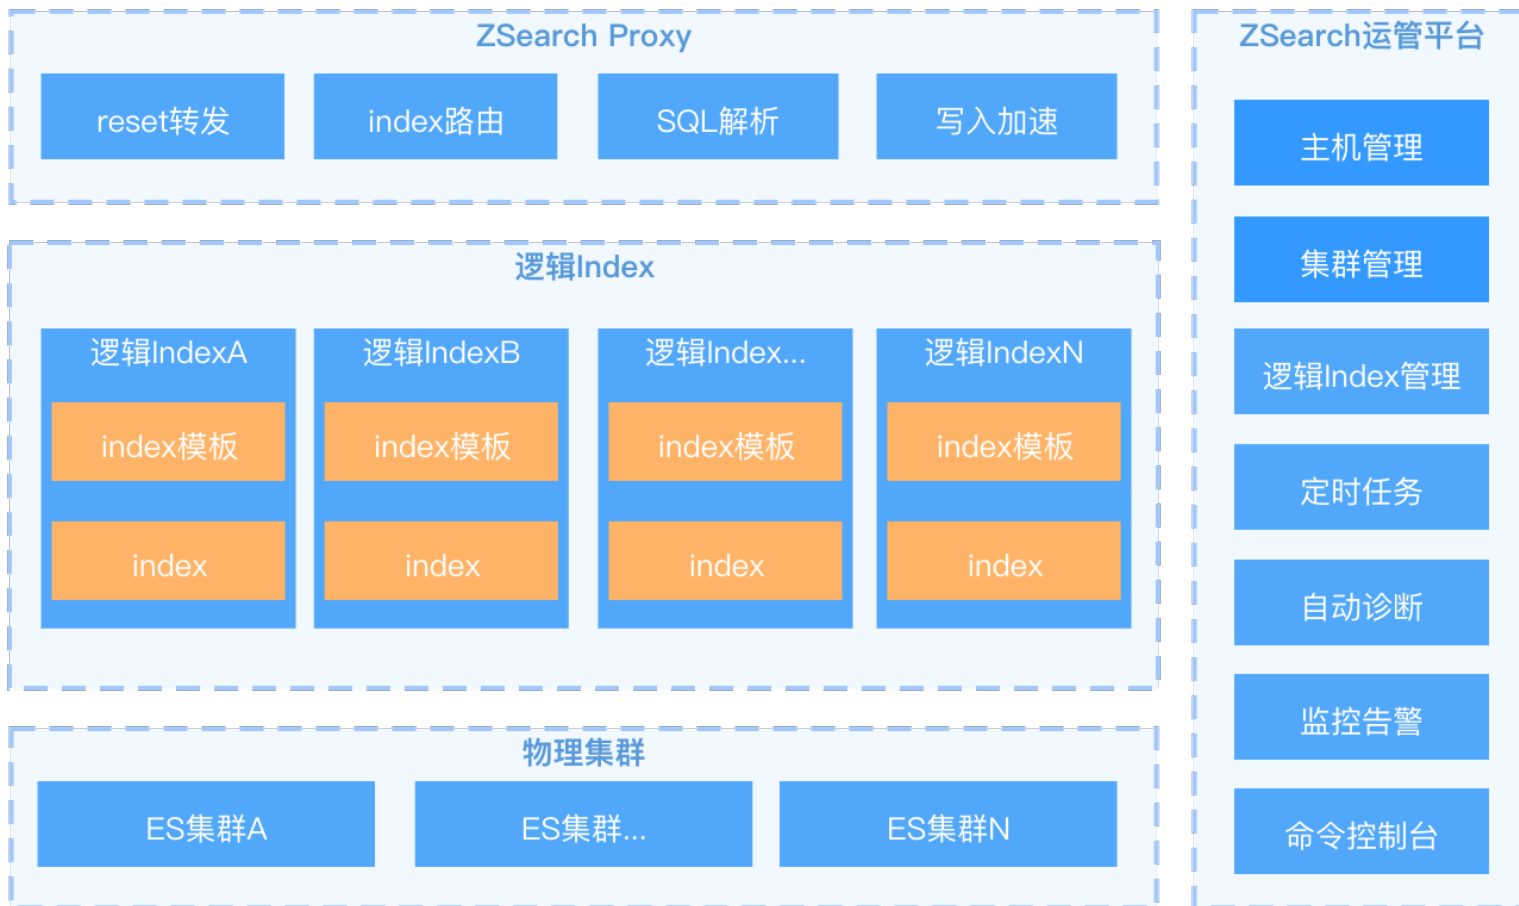 ZSearch Proxy
reset转发
index路由
SQL解析
写入加速
逻辑Index
逻辑IndexA
index模板
index
逻辑IndexB
index模板
index
逻辑Index...
index模板
index
逻辑IndexN
index模板
index
物理集群
ES集群A
ES集群...
ES集群N
ZSearch运管平台
主机管理
集群管理
逻辑Index管理
定时任务
自动诊断
监控告警
命令控制台